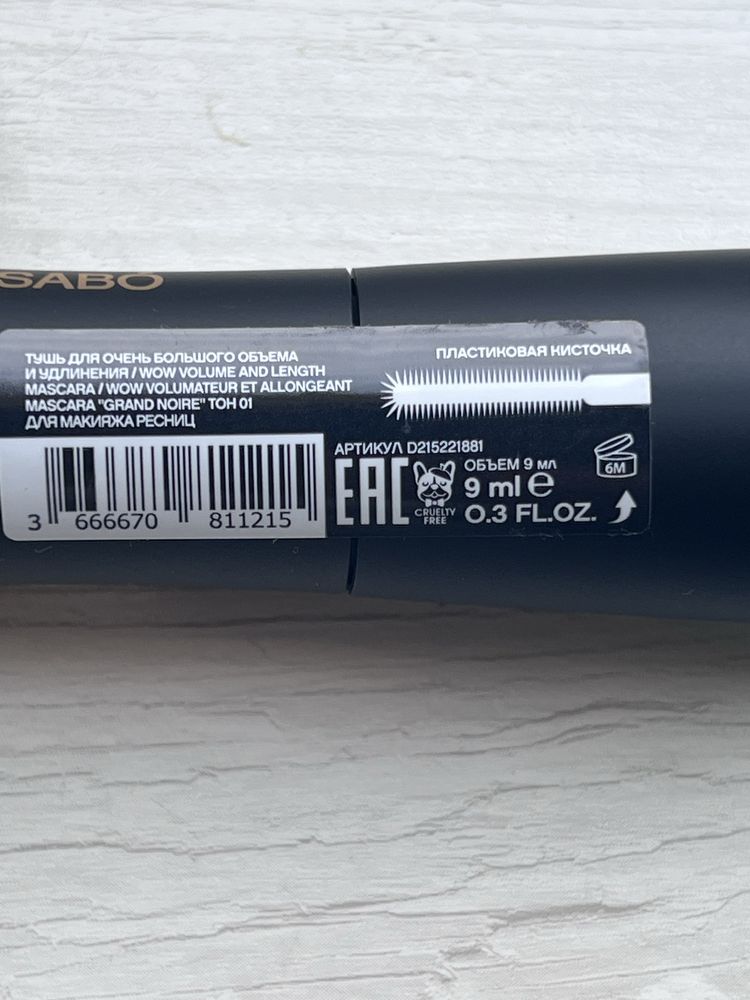 SABO
ТУШЬ ДЛЯ ОЧЕНЬ БОЛЬШОГО ОБЪЕМА
И УДЛИНЕНИЯ / WOW VOLUME AND LENGTH
MASCARA / WOW VOLUMATEUR ET ALLONGEANT
MASCARA "GRAND NOIRE" ТОН 01
ДЛЯ МАКИЯЖА РЕСНИЦ
ПЛАСТИКОВАЯ КИСТОЧКА
АРТИКУЛ D215221881
3 666670 811215
EAC
CRUELTY
FREE
ОБЪЕМ 9 мл
9 ml e
0.3 FL.OZ.
6M